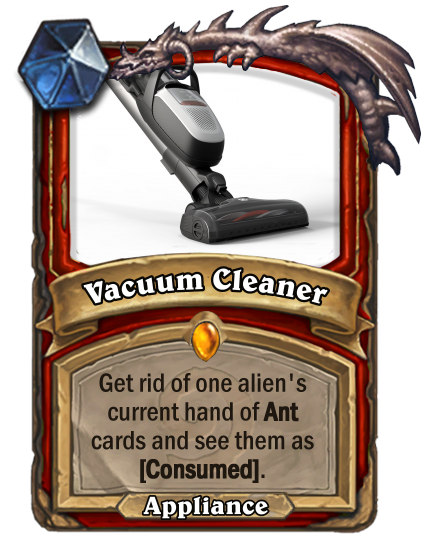 Vacuum Cleaner
Get rid of one alien's
current hand of Ant
cards and see them as
[Consumed].
Appliance